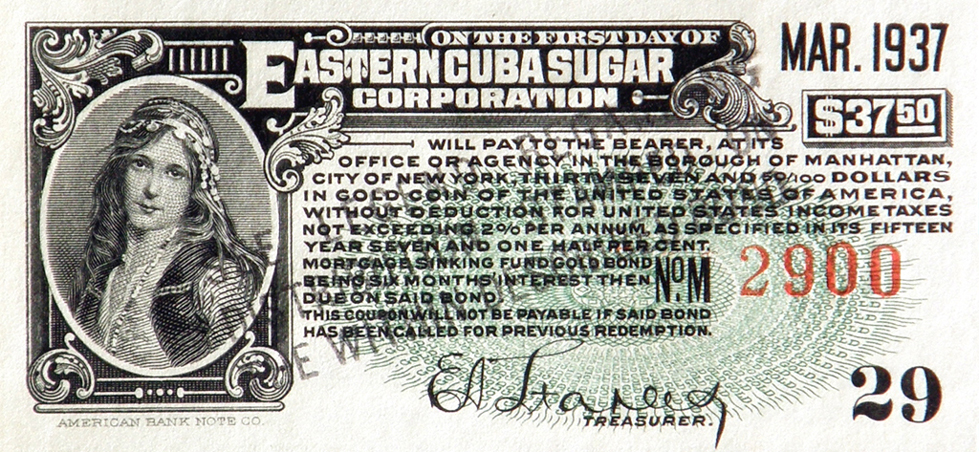 ON THE FIRST DAY OF
MAR. 1937
EASTERN CUBA SUGAR
CORPORATION
$37 50
WILL PAY TO THE BEARER, AT ITS
OFFICE OR AGENCY IN THE BOROUGH OF MANHATTAN,
CITY OF NEW YORK, THIRTY SEVEN AND 50/100 DOLLARS
IN GOLD COIN OF THE UNITED STATES OF AMERICA,
WITHOUT DEDUCTION FOR UNITED STATES INCOME TAXES
NOT EXCEEDING 2% PER ANNUM, AS SPECIFIED IN ITS FIFTEEN
YEAR SEVEN AND ONE HALF PER CENT.
MORTGAGE SINKING FUND GOLD BOND
BEING SIX MONTHS' INTEREST THEN
DUE ON SAID BOND.
No. M 2900
THIS COUPON WILL NOT BE PAYABLE IF SAID BOND
HAS BEEN CALLED FOR PREVIOUS REDEMPTION.
TREASURER.
29
AMERICAN BANK NOTE CO.